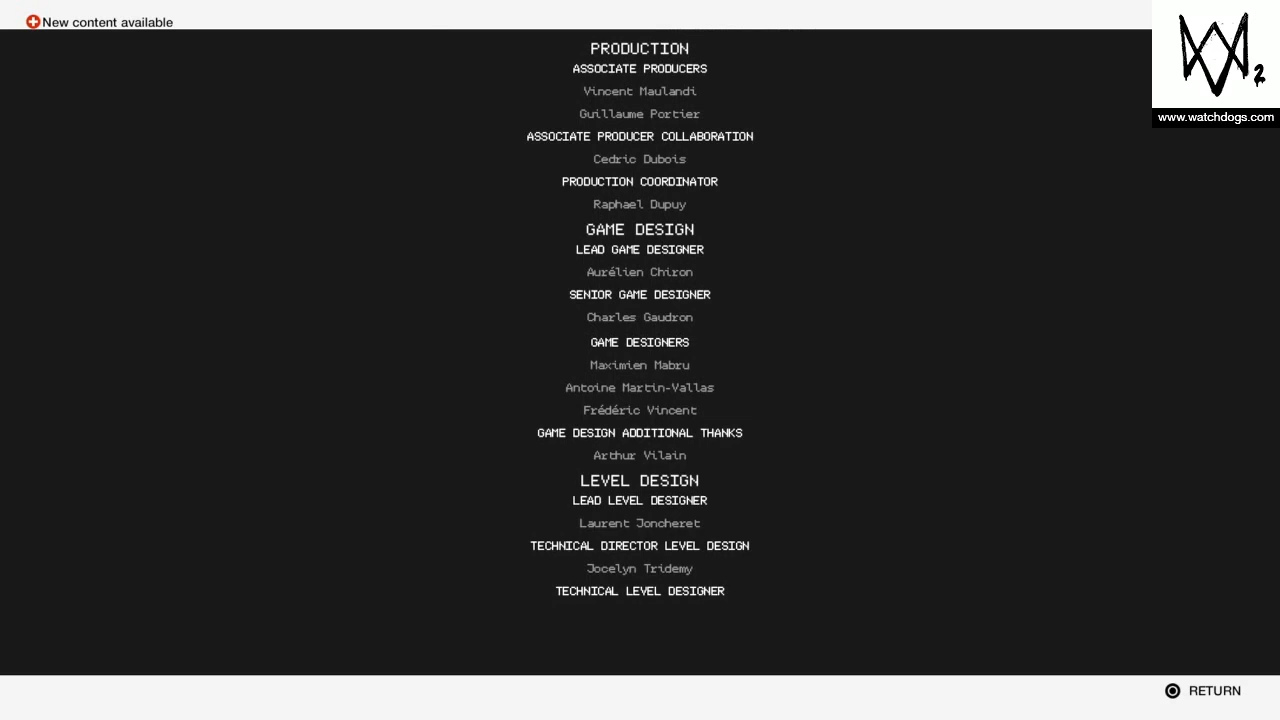 New content available
2
www.watchdogs.com
PRODUCTION
ASSOCIATE PRODUCERS
Vincent Maulandi
Guillaume Portier
ASSOCIATE PRODUCER COLLABORATION
Cedric Dubois
PRODUCTION COORDINATOR
Raphael Dupuy
GAME DESIGN
LEAD GAME DESIGNER
Aurélien Chiron
SENIOR GAME DESIGNER
Charles Gaudron
GAME DESIGNERS
Maximien Mabru
Antoine Martin-Vallas
Frédéric Vincent
GAME DESIGN ADDITIONAL THANKS
Arthur Vilain
LEVEL DESIGN
LEAD LEVEL DESIGNER
Laurent Joncheret
TECHNICAL DIRECTOR LEVEL DESIGN
Jocelyn Tridemy
TECHNICAL LEVEL DESIGNER
RETURN